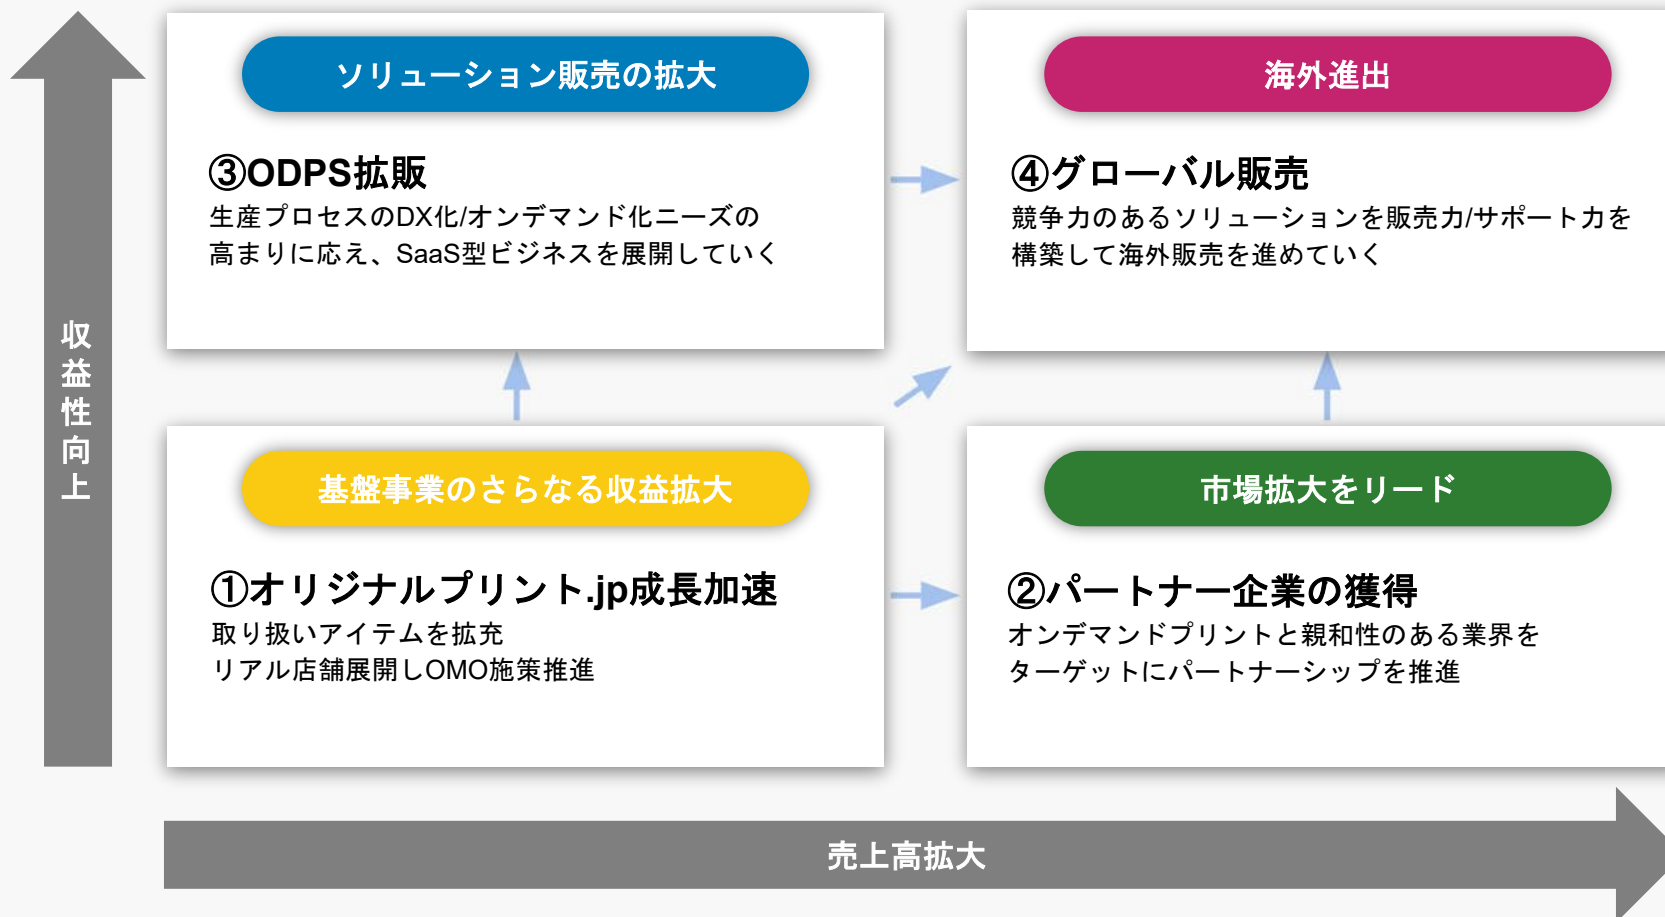 収益性向上
ソリューション販売の拡大
③ODPS拡販
生産プロセスのDX化/オンデマンド化ニーズの
高まりに応え、SaaS型ビジネスを展開していく
海外進出
④グローバル販売
競争力のあるソリューションを販売力/サポート力を
構築して海外販売を進めていく
基盤事業のさらなる収益拡大
①オリジナルプリント.jp成長加速
取り扱いアイテムを拡充
リアル店舗展開しOMO施策推進
市場拡大をリード
②パートナー企業の獲得
オンデマンドプリントと親和性のある業界を
ターゲットにパートナーシップを推進
売上高拡大